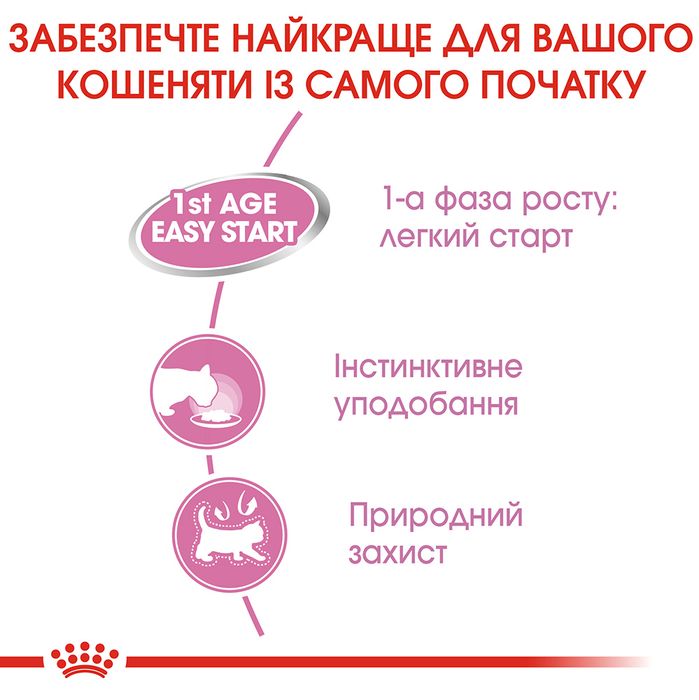 ЗАБЕЗПЕЧТЕ НАЙКРАЩЕ ДЛЯ ВАШОГО
КОШЕНЯТИ ІЗ САМОГО ПОЧАТКУ
1st AGE
EASY START
1-а фаза росту:
легкий старт
Інстинктивне
уподобання
Природний
захист